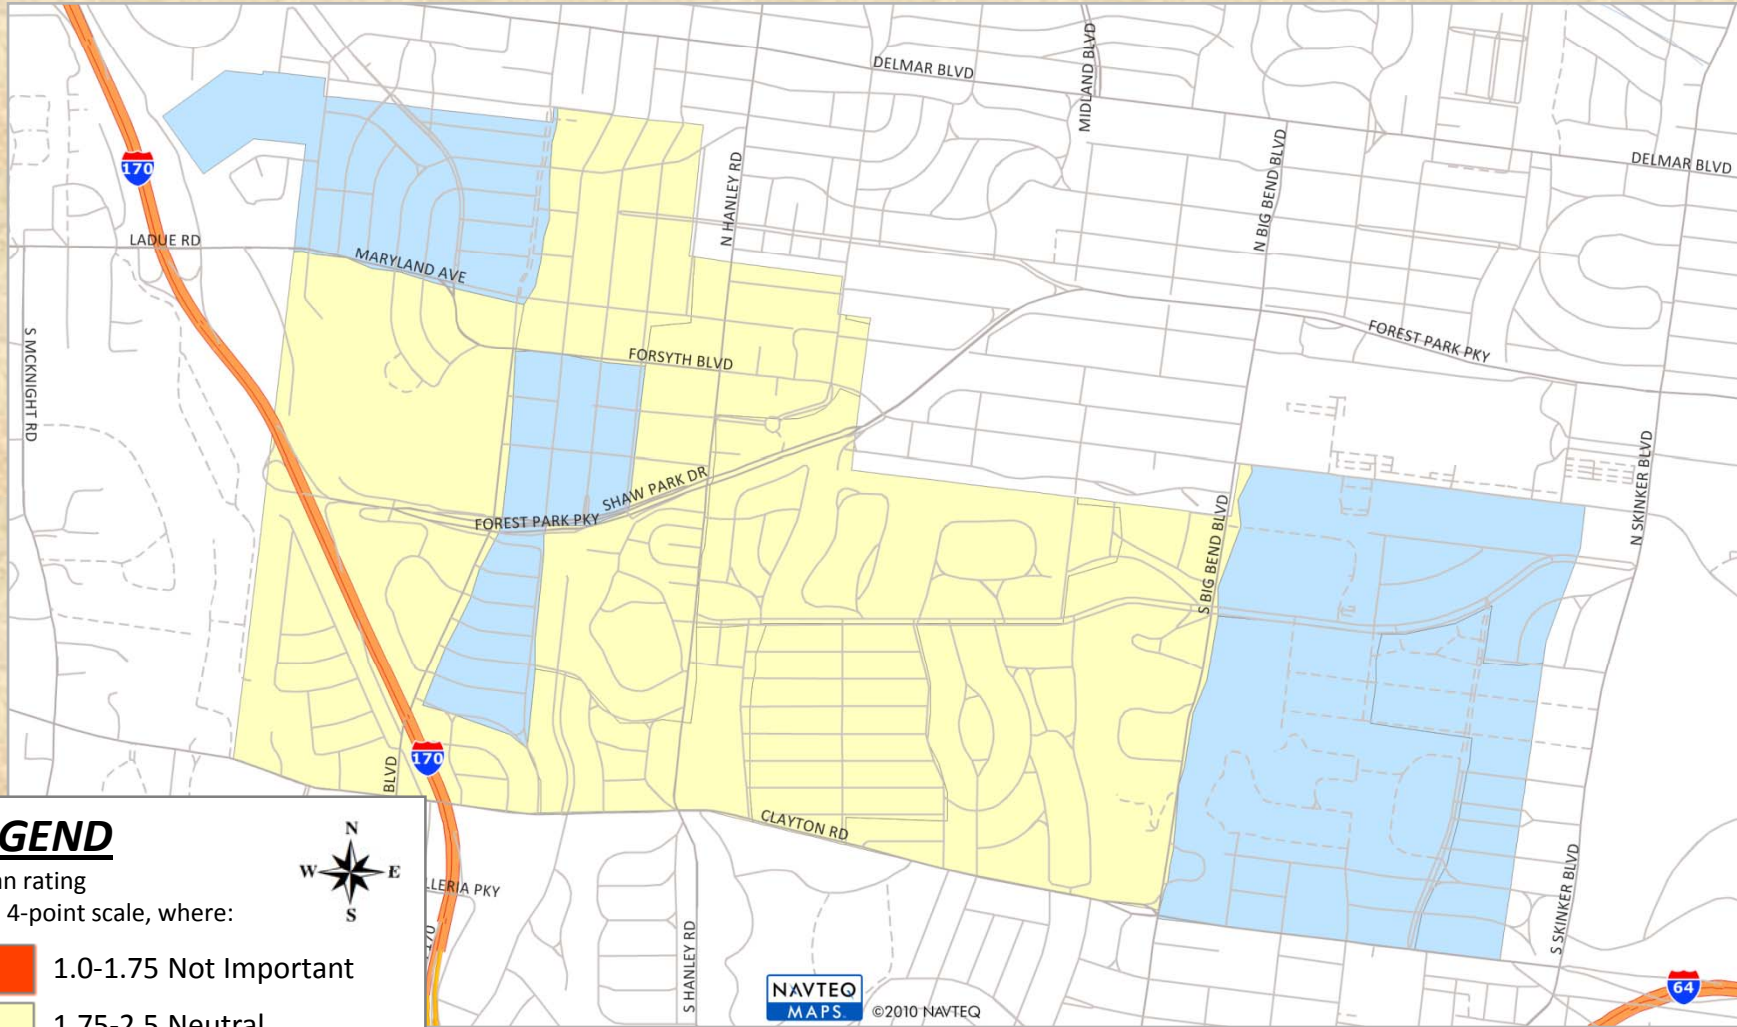 DELMAR BLVD
MIDLAND BLVD
DELMAR BLVD
N BIG BEND BLVD
N HANLEY RD
170
LADUE RD
MARYLAND AVE
S MCKNIGHT RD
FORSYTH BLVD
FOREST PARK PKY
SHAW PARK DR
FOREST PARK PKY
N SKINKER BLVD
S BIG BEND BLVD
170
BLVD
CLAYTON RD
LLERIA PKY
S HANLEY RD
S SKINKER BLVD
64
GEND
N
W E
S
an rating
4-point scale, where:
1.0-1.75 Not Important
1.75-2.5 Neutral
NAVTEQ
MAPS
©2010 NAVTEQ